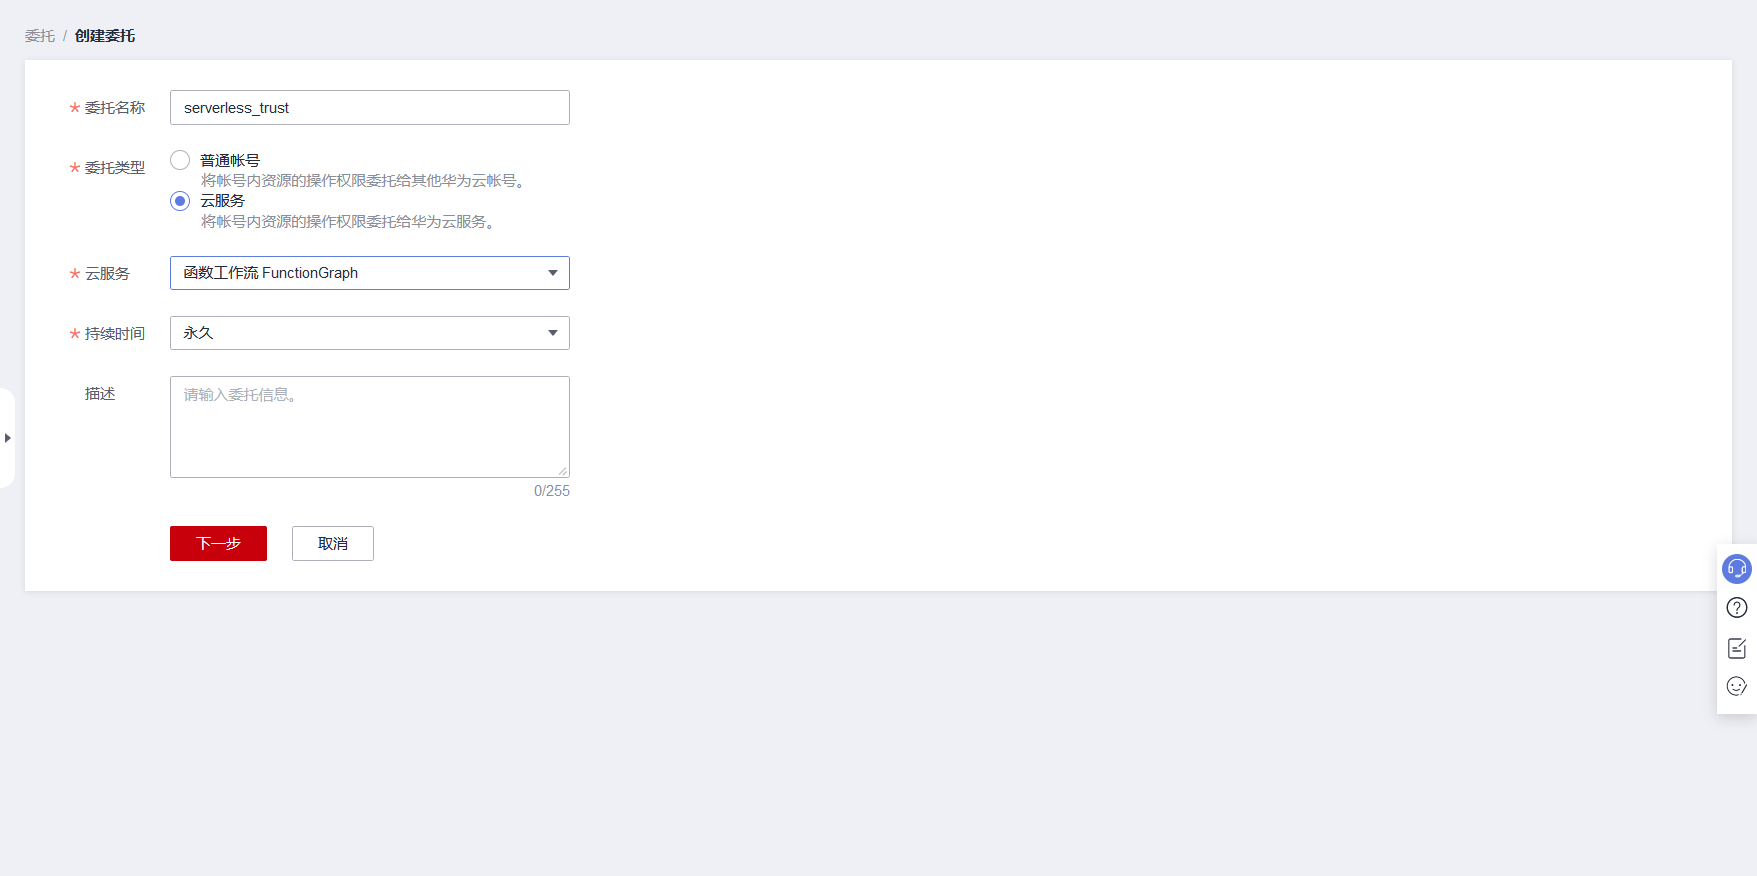 委托 / 创建委托
* 委托名称 serverless_trust
* 委托类型 普通帐号
将帐号内资源的操作权限委托给其他华为云帐号。
云服务
将帐号内资源的操作权限委托给华为云服务。
* 云服务 函数工作流 FunctionGraph
* 持续时间 永久
描述 请输入委托信息。
0/255
下一步 取消